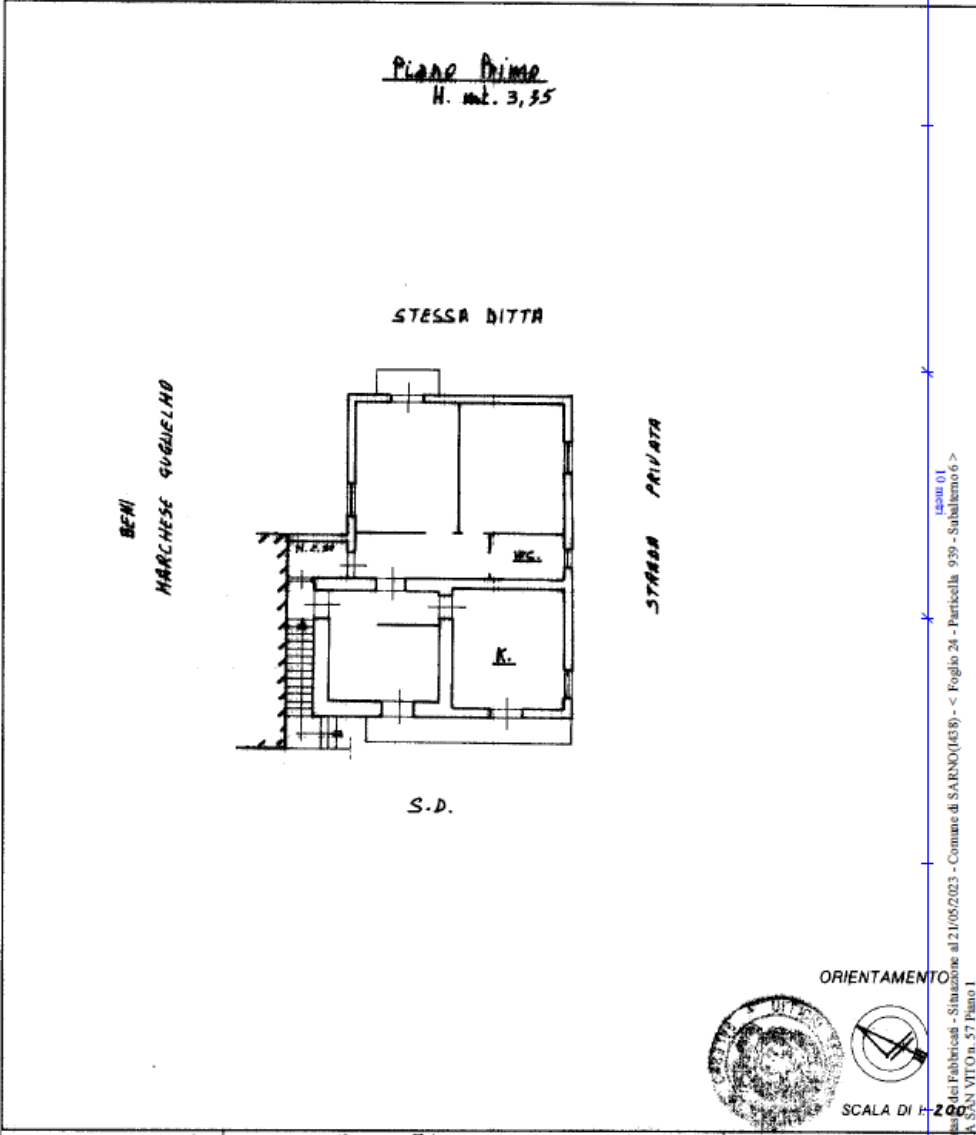 Piano Primo
H. mt. 3,35
STESSA DITTA
BENI
MARCHESE GUGLIELMO
STRADA PRIVATA
WC.
K.
S.D.
ORIENTAMENTO
SCALA DI 1: 200
10 metri
dei Fabbricati - Situazione al 21/05/2023 - Comune di SARNO(I438) - < Foglio 24 - Particella 939 - Subalterno 6 >
SAN VITO n. 57 Piano 1